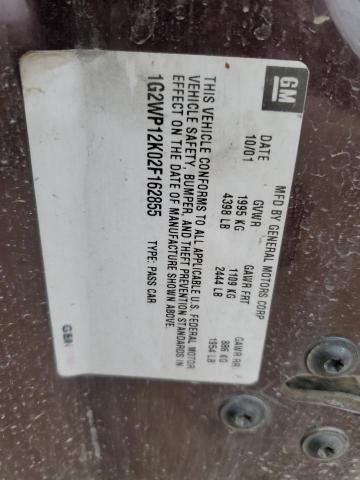 GM
MFD BY GENERAL MOTORS CORP
DATE GVWR GAWR FRT GAWR RR
10/01 1995 KG 1109 KG 886 KG
4398 LB 2444 LB 1954 LB
THIS VEHICLE CONFORMS TO ALL APPLICABLE U.S. FEDERAL MOTOR
VEHICLE SAFETY, BUMPER, AND THEFT PREVENTION STANDARDS IN
EFFECT ON THE DATE OF MANUFACTURE SHOWN ABOVE.
1G2WP12K02F162855 TYPE: PASS CAR